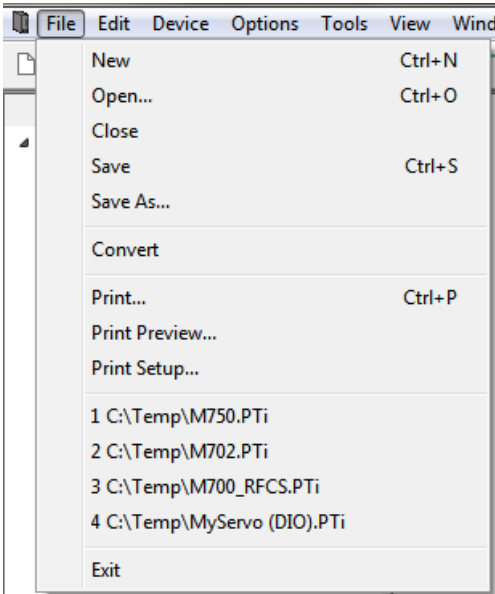 File Edit Device Options Tools View Wind
New Ctrl+N
Open... Ctrl+O
Close
Save Ctrl+S
Save As...
Convert
Print... Ctrl+P
Print Preview...
Print Setup...
1 C:\Temp\M750.PTi
2 C:\Temp\M702.PTi
3 C:\Temp\M700_RFCS.PTi
4 C:\Temp\MyServo (DIO).PTi
Exit